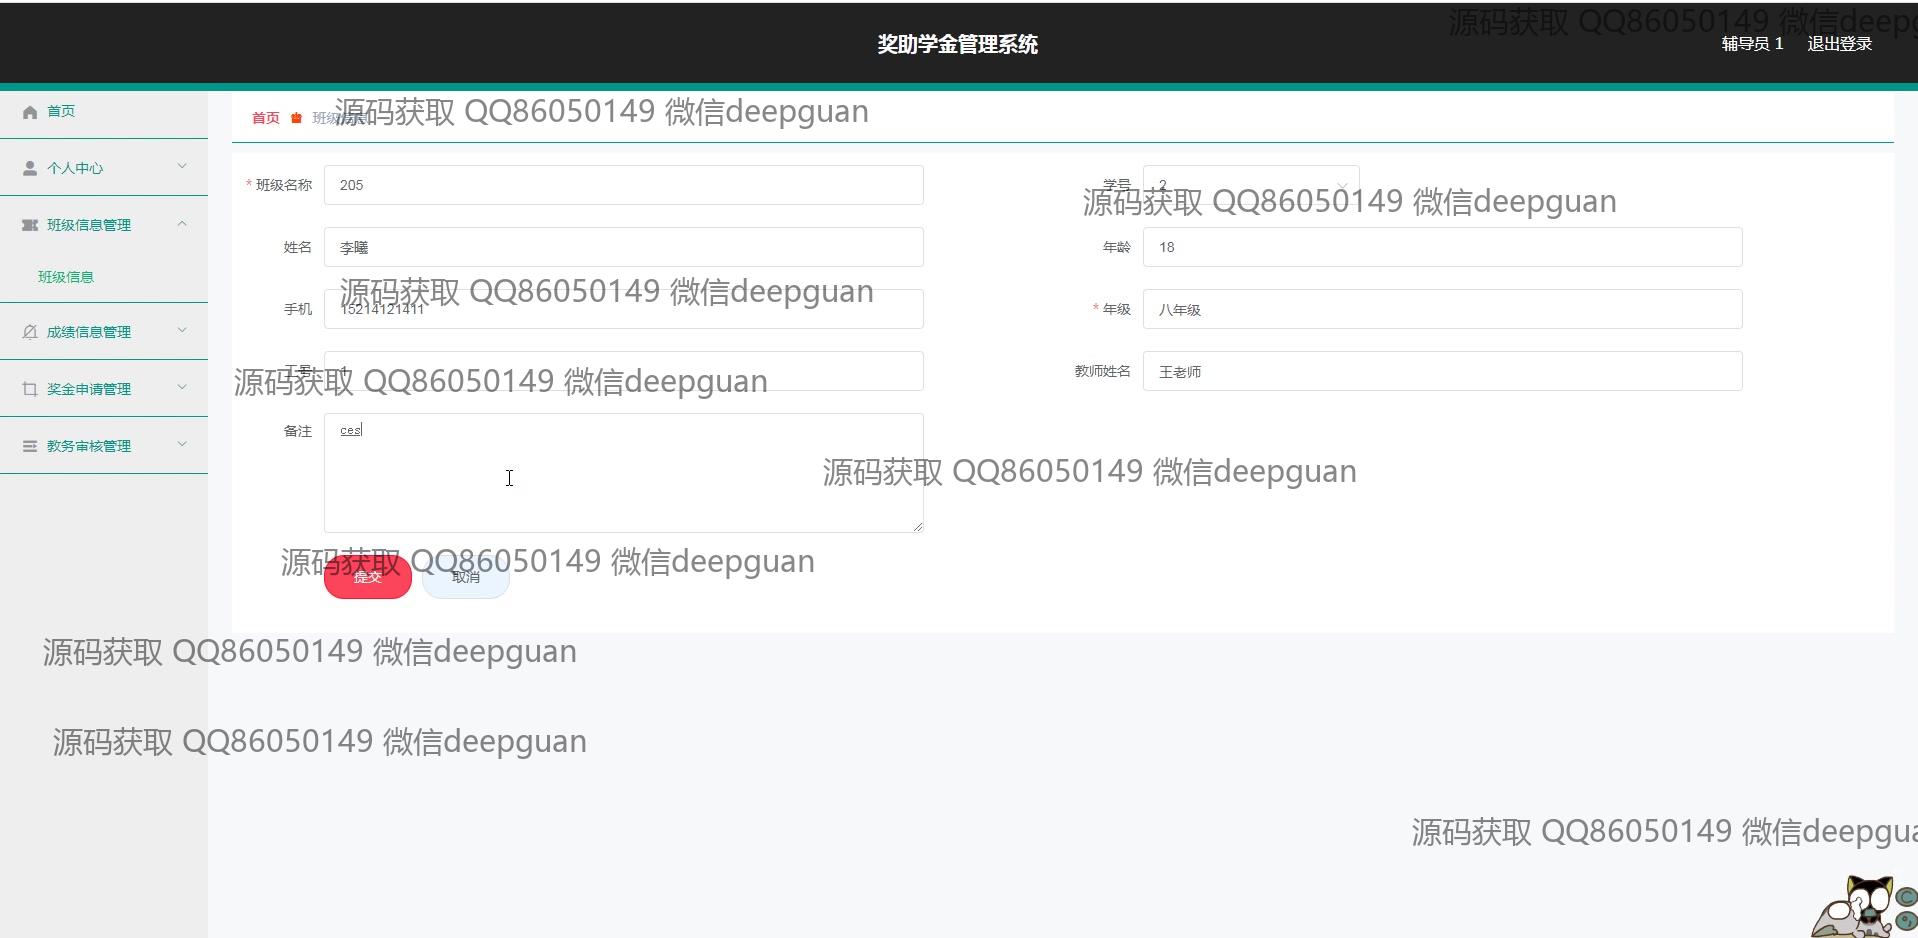 奖助学金管理系统
源码获取 QQ86050149 微信deepg
辅导员 1 退出登录
首页
首页 班级信息
源码获取 QQ86050149 微信deepguan
个人中心
* 班级名称 205
学号 2
源码获取 QQ86050149 微信deepguan
班级信息管理
姓名 李曦
年龄 18
班级信息
源码获取 QQ86050149 微信deepguan
手机 15214121411
* 年级 八年级
成绩信息管理
工号 1
教师姓名 王老师
源码获取 QQ86050149 微信deepguan
奖金申请管理
备注 ces
教务审核管理
源码获取 QQ86050149 微信deepguan
源码获取 QQ86050149 微信deepguan
提交 取消
源码获取 QQ86050149 微信deepguan
源码获取 QQ86050149 微信deepguan
源码获取 QQ86050149 微信deepgua